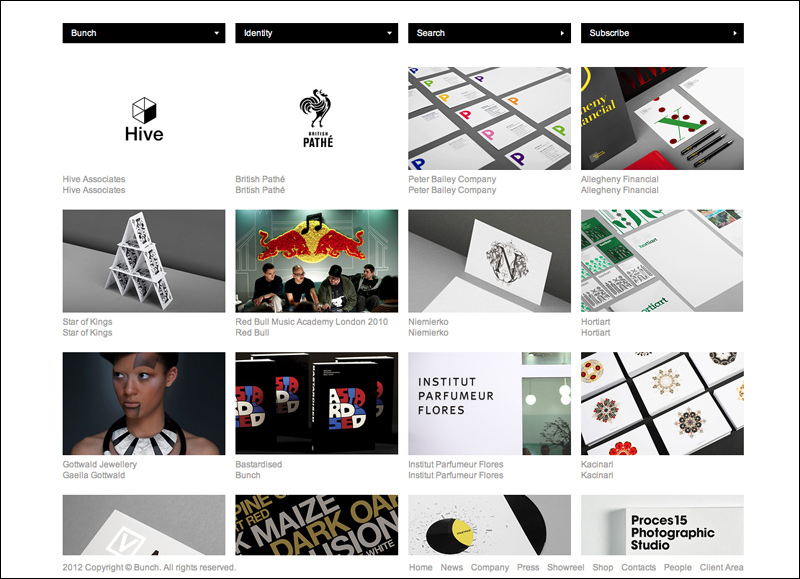 Bunch
Identity
Search
Subscribe
Hive
BRITISH
PATHÉ
P P P P
P P P P
Hive Associates
Hive Associates
British Pathé
British Pathé
Peter Bailey Company
Peter Bailey Company
Allegheny Financial
Allegheny Financial
hortiart
hortiart
Star of Kings
Star of Kings
Red Bull Music Academy London 2010
Red Bull
Niemierko
Niemierko
Hortiart
Hortiart
BASTARDISED
INSTITUT
PARFUMEUR
FLORES
Gottwald Jewellery
Gaella Gottwald
Bastardised
Bunch
Institut Parfumeur Flores
Institut Parfumeur Flores
Kacinari
Kacinari
V
PINE
RED
MAIZE
DARK OAK
WHITE
Proces15
Photographic
Studio
2012 Copyright © Bunch. All rights reserved.
Home News Company Press Showreel Shop Contacts People Client Area